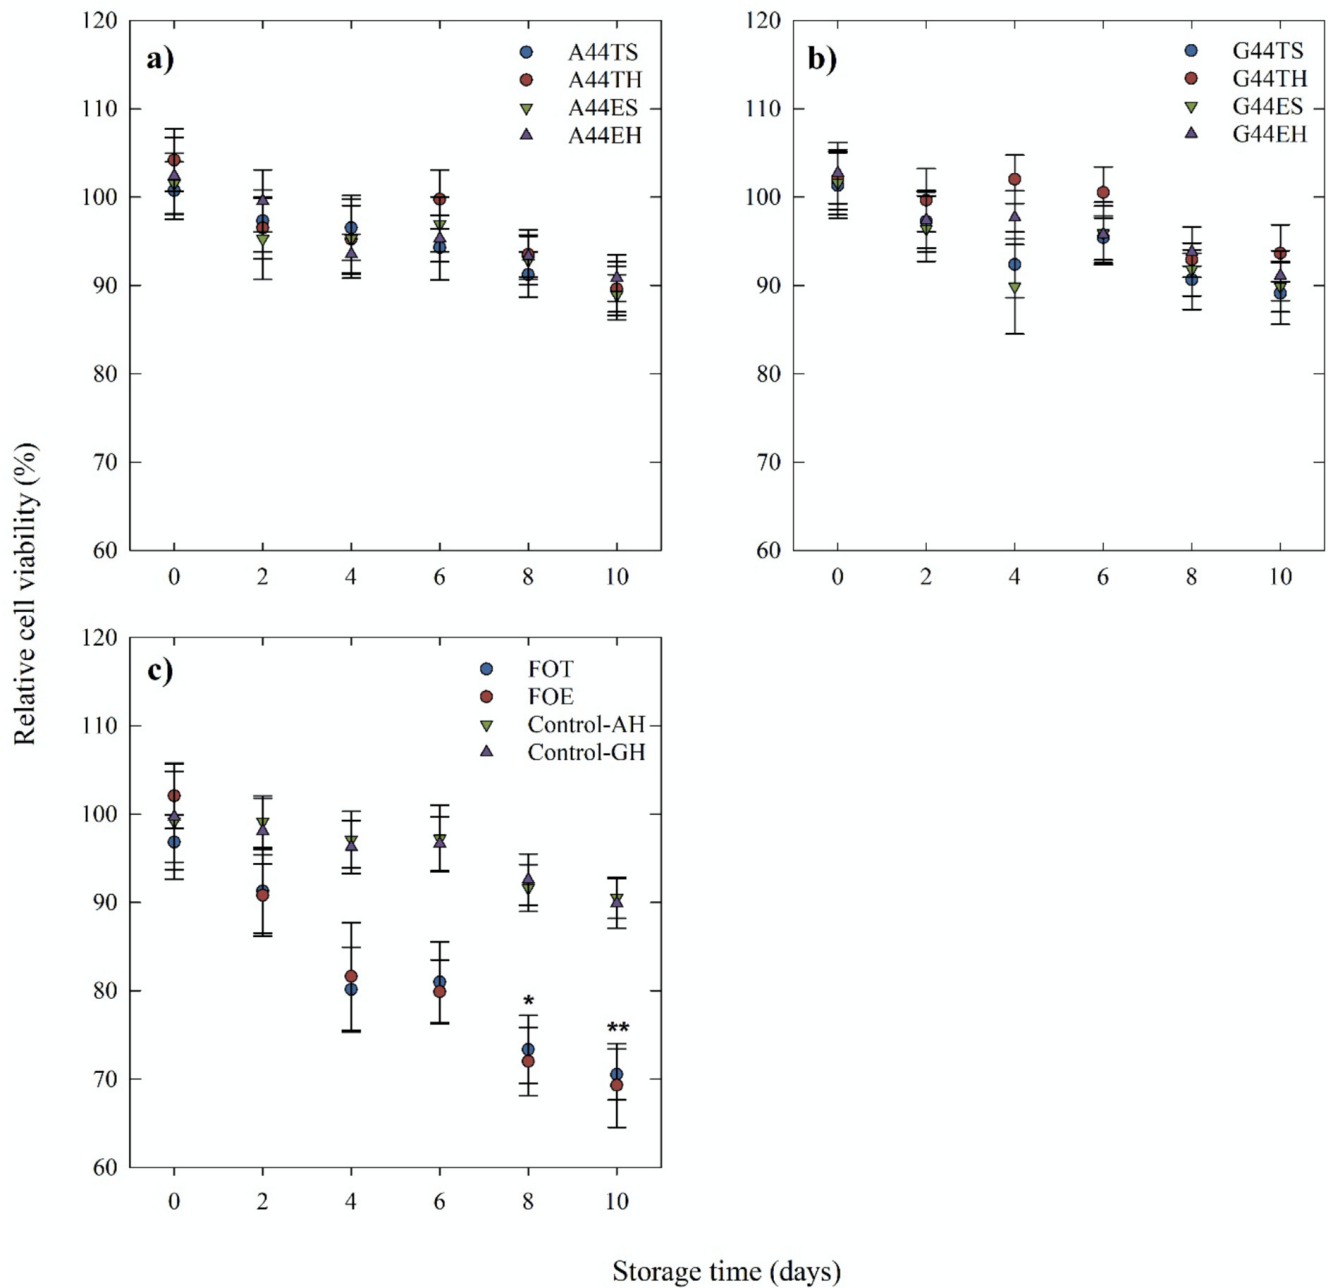 120
110
100
90
80
70
60
a)
A44TS
A44TH
A44ES
A44EH
0 2 4 6 8 10
120
110
100
90
80
70
60
b)
G44TS
G44TH
G44ES
G44EH
0 2 4 6 8 10
Relative cell viability (%)
120
110
100
90
80
70
60
c)
FOT
FOE
Control-AH
Control-GH
*
**
0 2 4 6 8 10
Storage time (days)